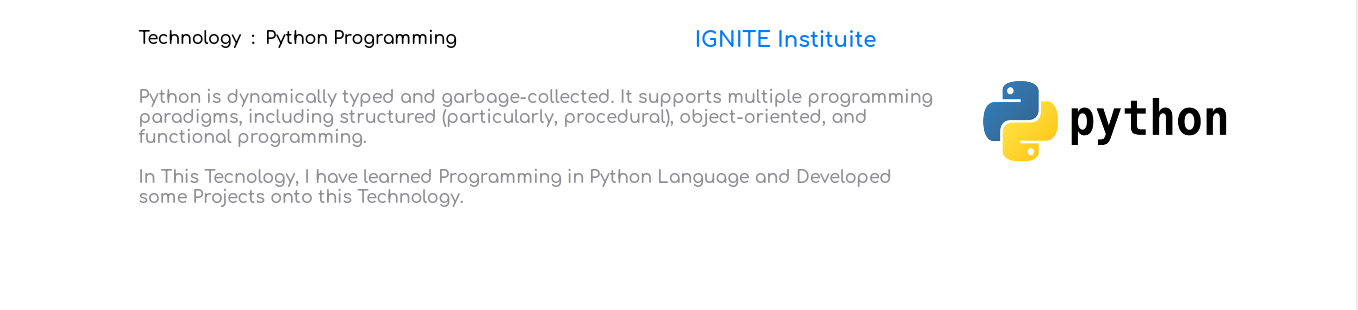 Technology : Python Programming
IGNITE Instituite
Python is dynamically typed and garbage-collected. It supports multiple programming
paradigms, including structured (particularly, procedural), object-oriented, and
functional programming.
In This Tecnology, I have learned Programming in Python Language and Developed
some Projects onto this Technology.
python